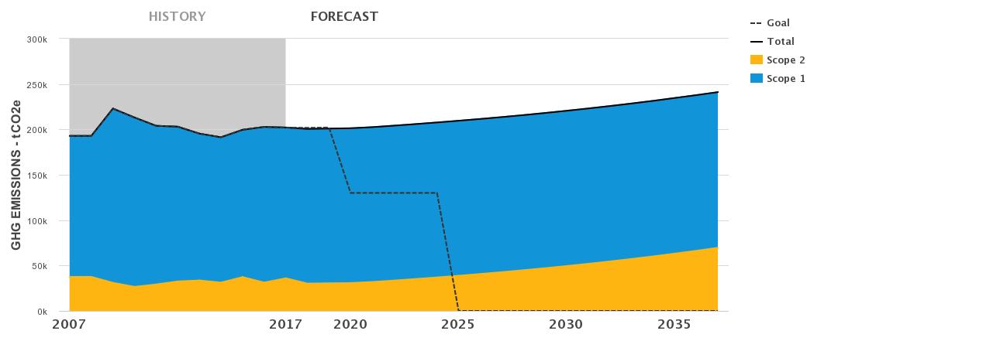 HISTORY FORECAST
Goal
Total
Scope 2
Scope 1
GHG EMISSIONS - tCO2e
300k
250k
200k
150k
100k
50k
0k
2007 2017 2020 2025 2030 2035